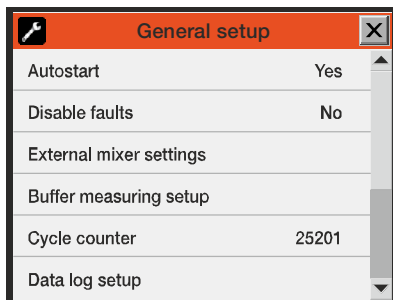 General setup
Autostart Yes
Disable faults No
External mixer settings
Buffer measuring setup
Cycle counter 25201
Data log setup